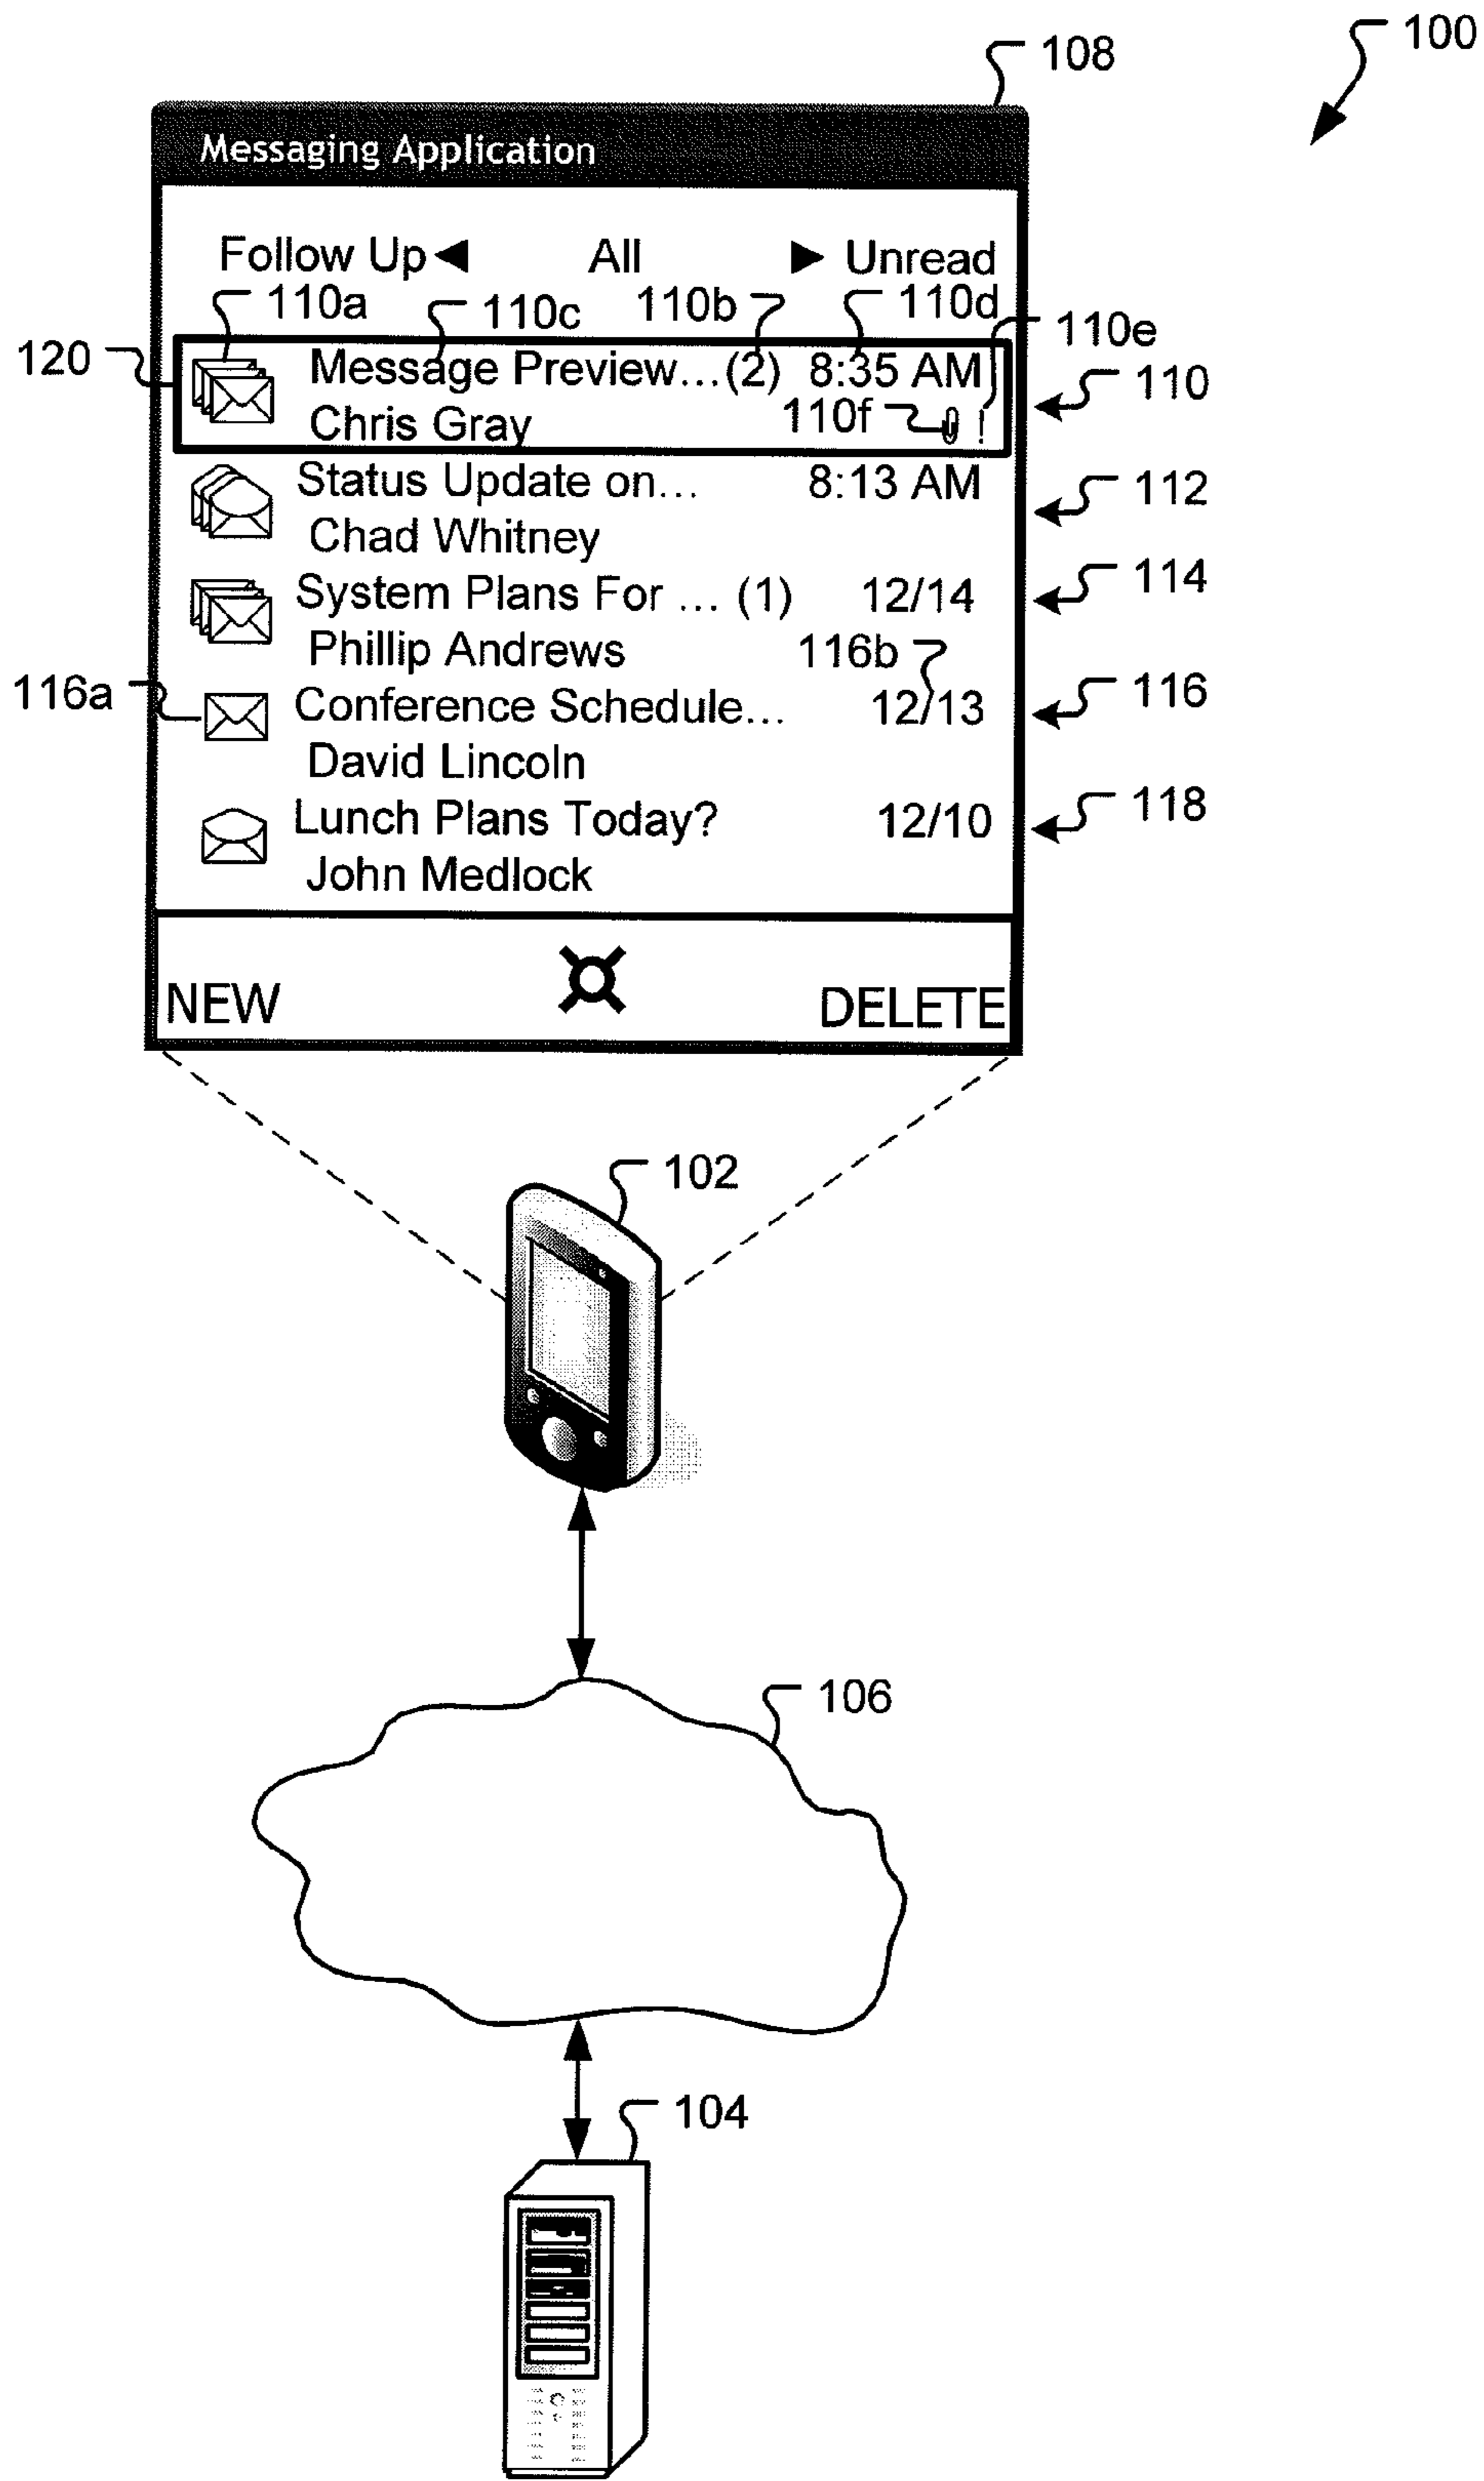 100
108
Messaging Application
Follow Up All Unread
110a 110c 110b 110d 110e
120
Message Preview...(2) 8:35 AM
110
Chris Gray 110f !
Status Update on... 8:13 AM
112
Chad Whitney
System Plans For ... (1) 12/14
114
Phillip Andrews 116b
116a
Conference Schedule... 12/13
116
David Lincoln
Lunch Plans Today? 12/10
118
John Medlock
NEW DELETE
102
106
104